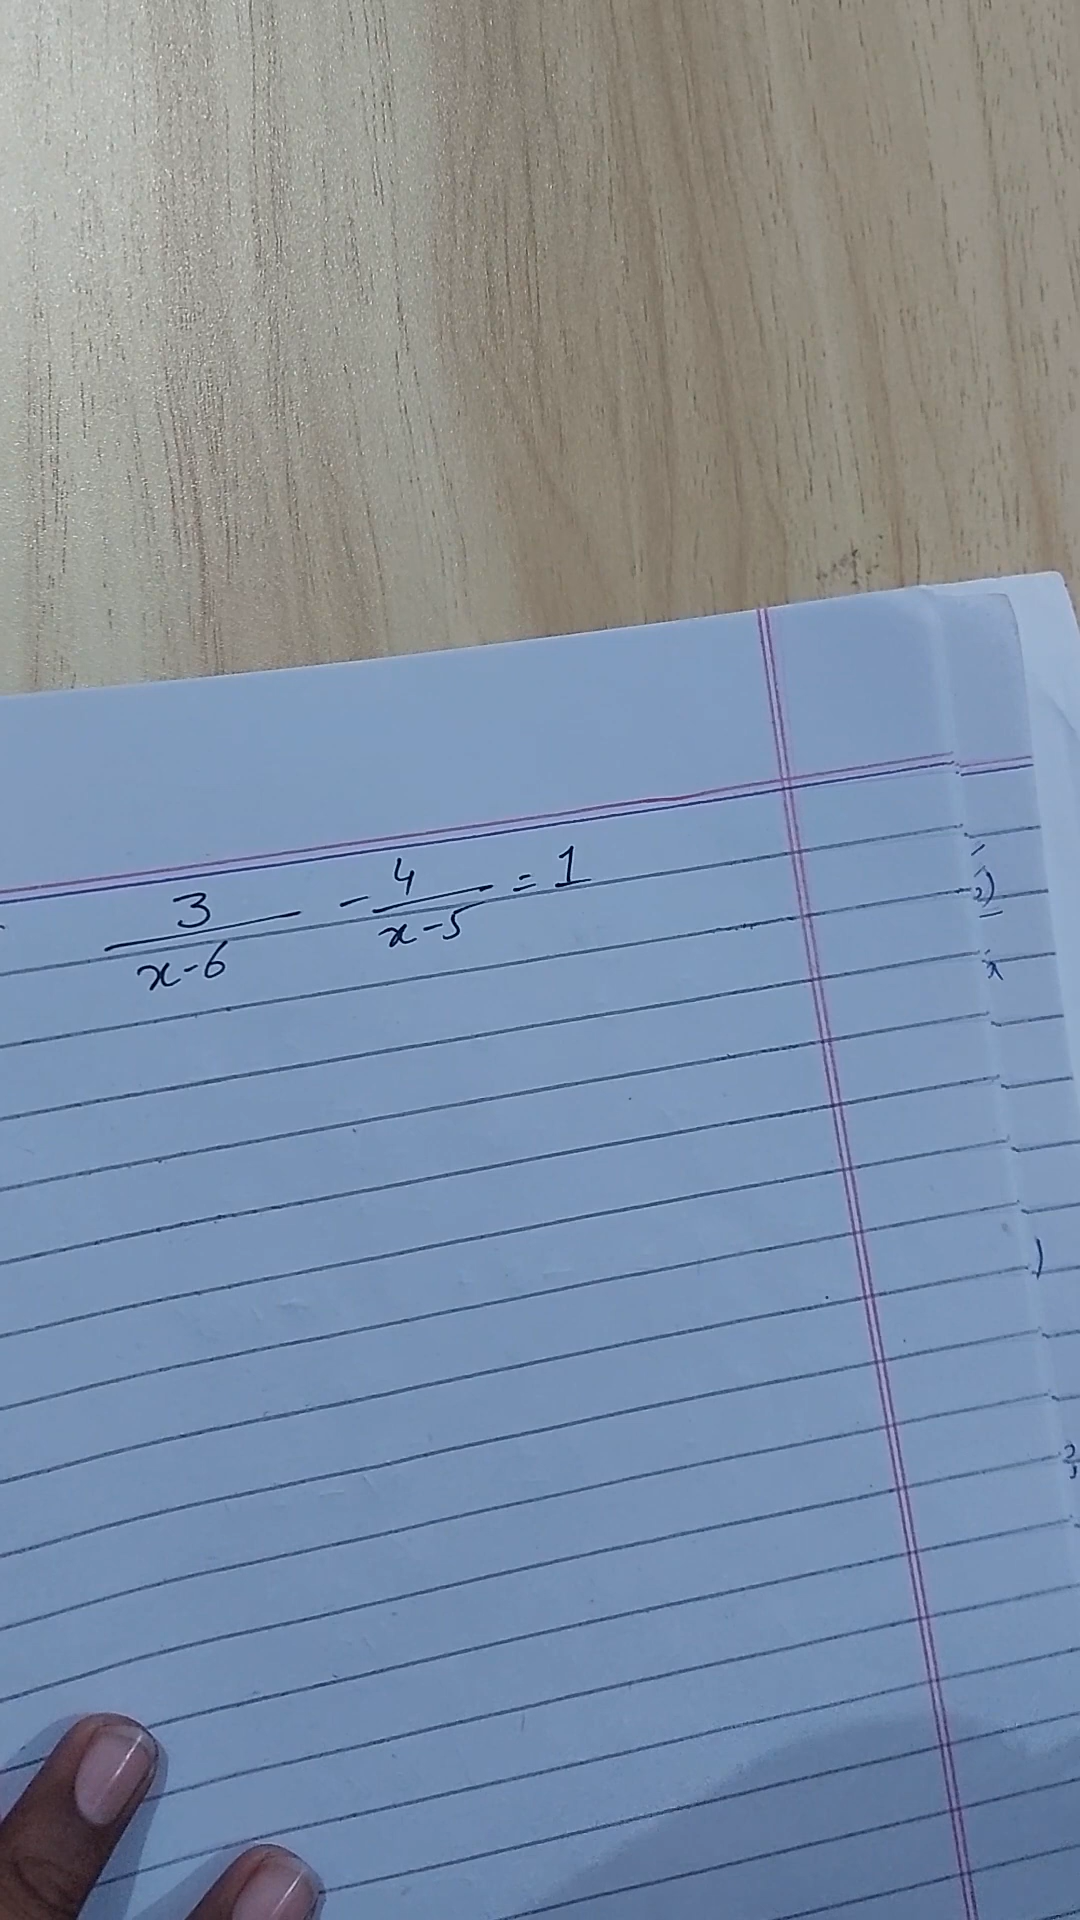 3/(x-6) - 4/(x-5) = 1